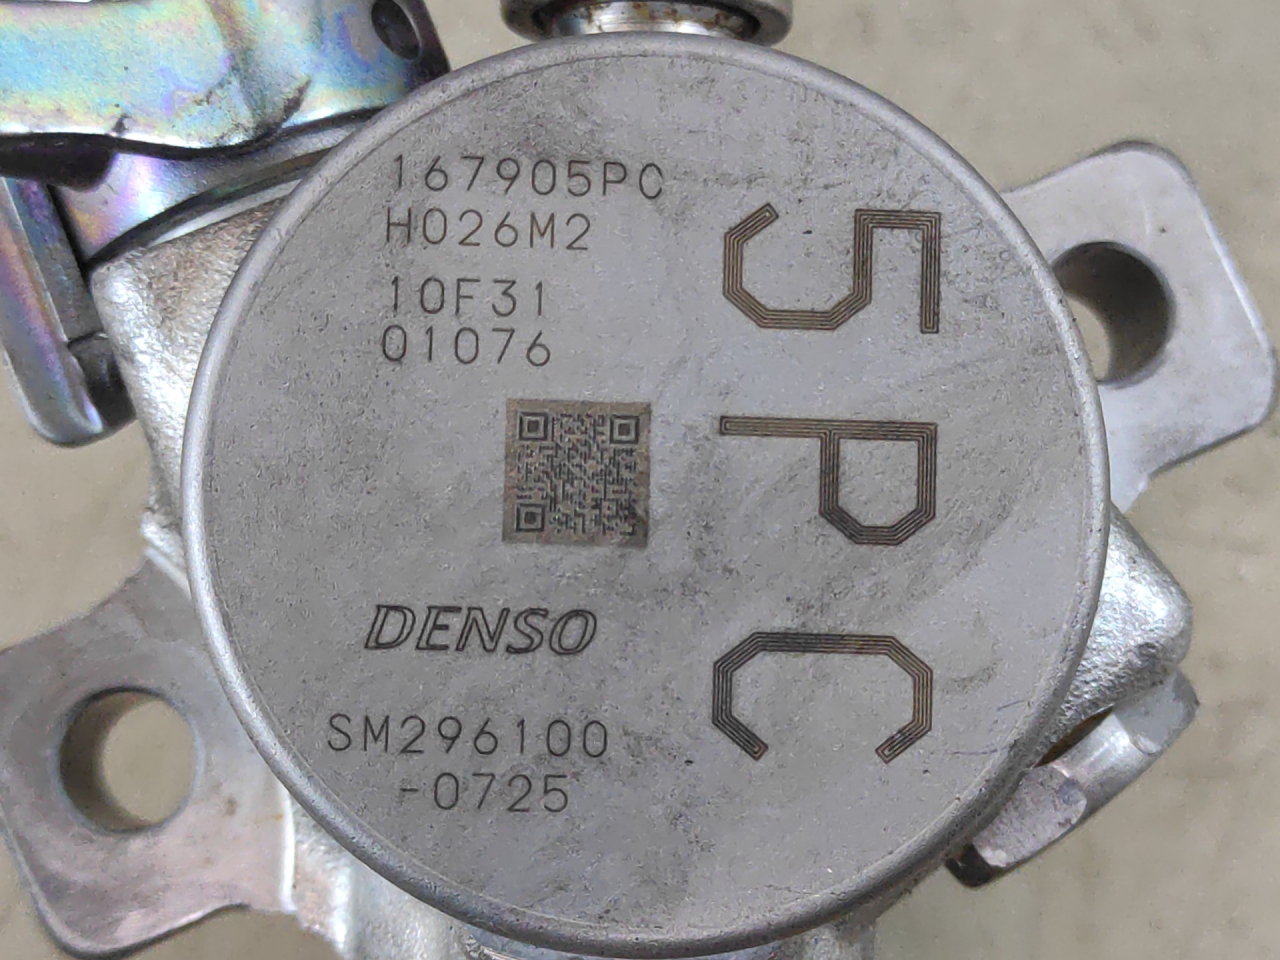 167905PC
H026M2
10F31
01076
DENSO
SM296100
-0725
5PC